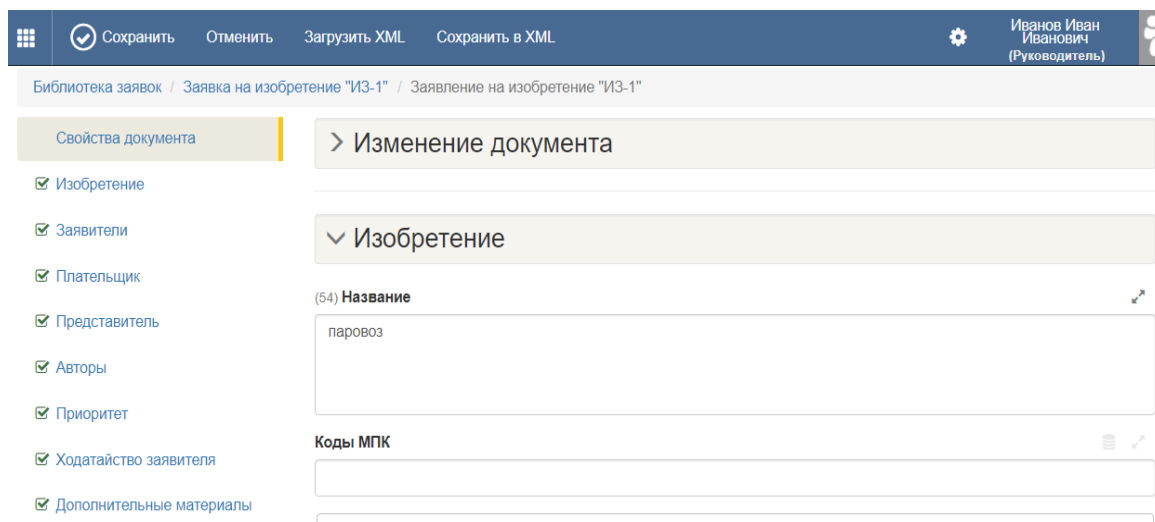 Сохранить Отменить Загрузить XML Сохранить в XML
Иванов Иван
Иванович
(Руководитель)
Библиотека заявок / Заявка на изобретение "ИЗ-1" / Заявление на изобретение "ИЗ-1"
Свойства документа
Изобретение
Заявители
Плательщик
Представитель
Авторы
Приоритет
Ходатайство заявителя
Дополнительные материалы
Изменение документа
Изобретение
(54) Название
паровоз
Коды МПК